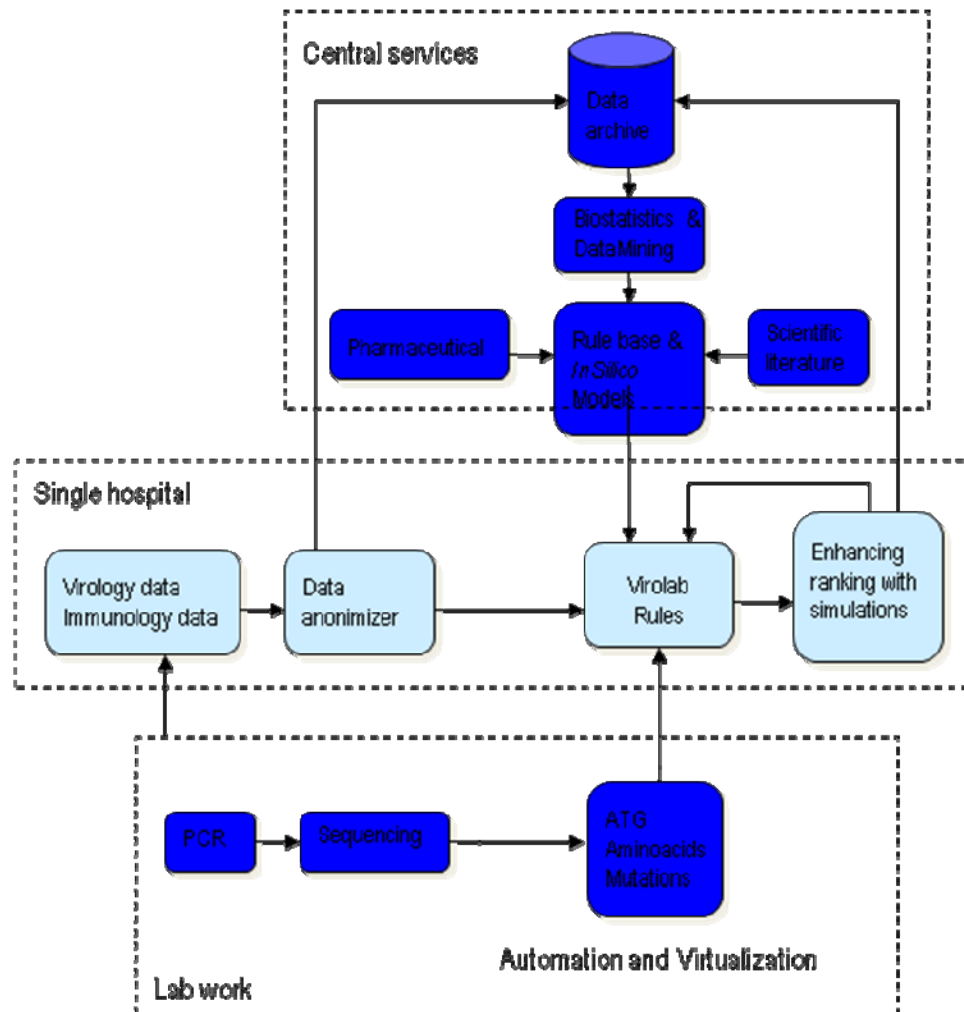 Central services
Data
archive
Biostatistics &
DataMining
Pharmaceutical
Rule base &
In Silico
Models
Scientific
literature
Single hospital
Virology data
Immunology data
Data
anonimizer
Virolab
Rules
Enhancing
ranking with
simulations
PCR
Sequencing
ATG
Aminoacids
Mutations
Automation and Virtualization
Lab work